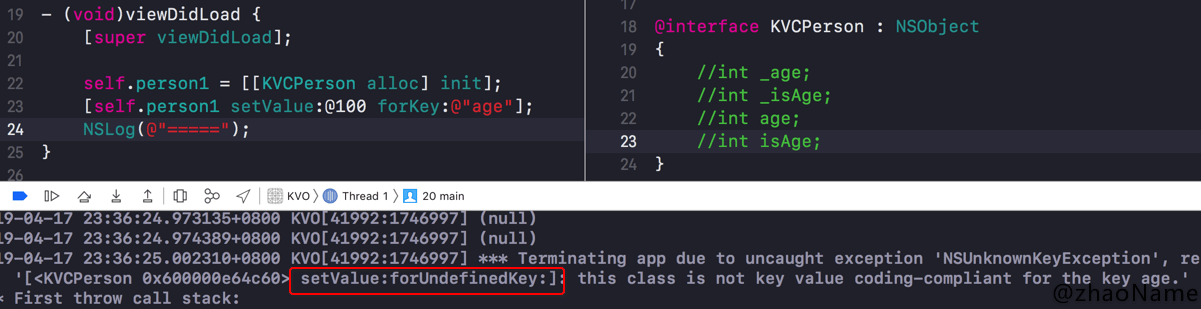 19 - (void)viewDidLoad {
20 [super viewDidLoad];
21
22 self.person1 = [[KVCPerson alloc] init];
23 [self.person1 setValue:@100 forKey:@"age"];
24 NSLog(@"=====");
25 }
26
17
18 @interface KVCPerson : NSObject
19 {
20 //int _age;
21 //int _isAge;
22 //int age;
23 //int isAge;
24 }
KVO 〉 Thread 1 〉 20 main
19-04-17 23:36:24.973135+0800 KVO[41992:1746997] (null)
19-04-17 23:36:24.974389+0800 KVO[41992:1746997] (null)
19-04-17 23:36:25.002310+0800 KVO[41992:1746997] *** Terminating app due to uncaught exception 'NSUnknownKeyException', re
'[<KVCPerson 0x600000e64c60> setValue:forUndefinedKey:]: this class is not key value coding-compliant for the key age.'
* First throw call stack:
@zhaoName